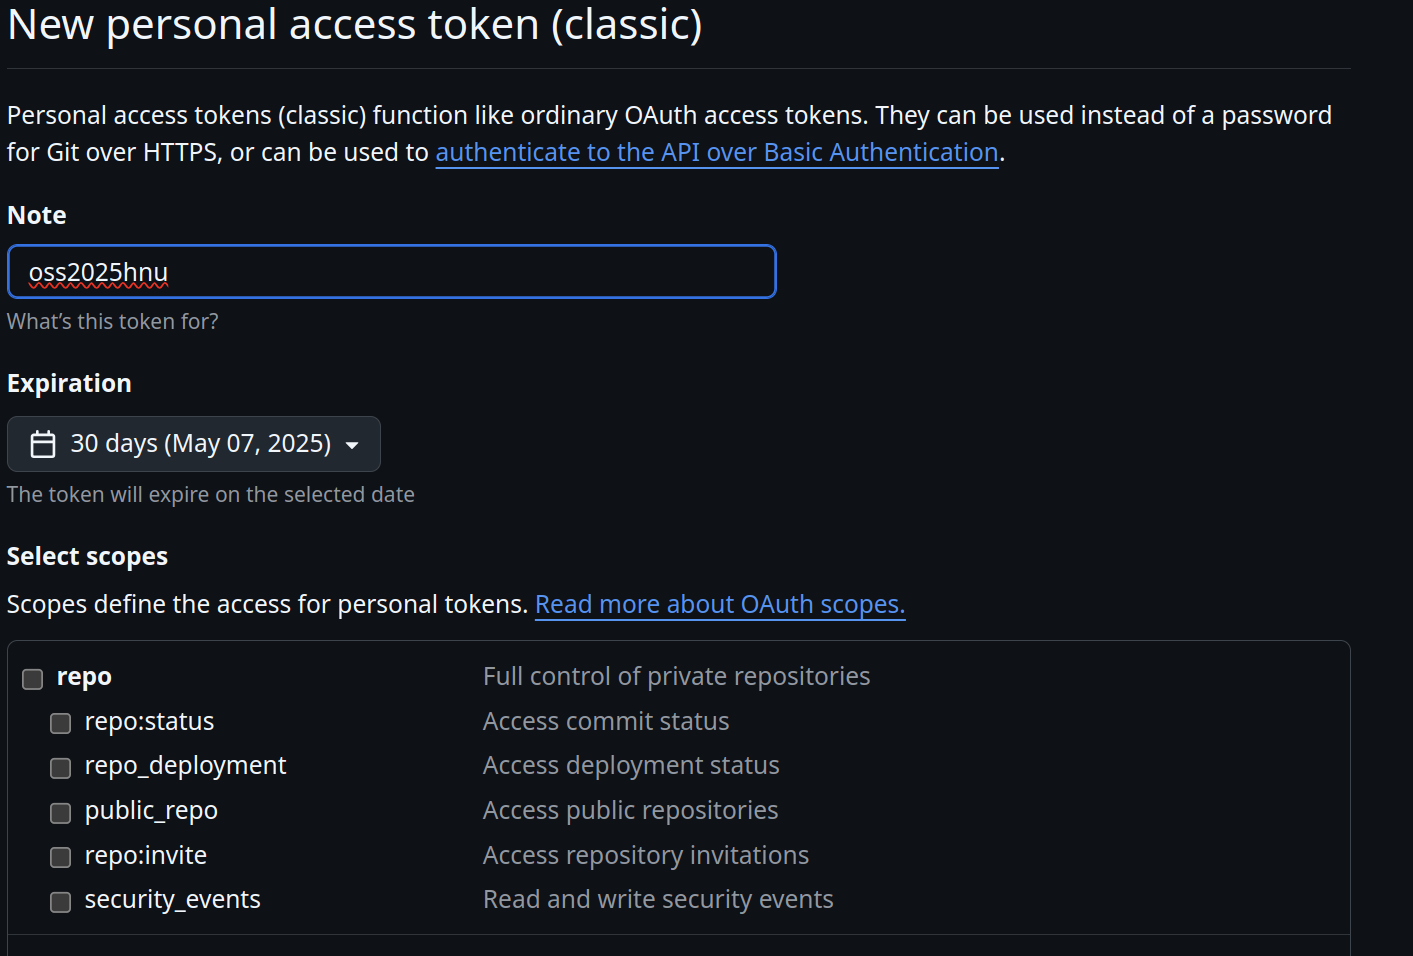 New personal access token (classic)
Personal access tokens (classic) function like ordinary OAuth access tokens. They can be used instead of a password
for Git over HTTPS, or can be used to authenticate to the API over Basic Authentication.
Note
oss2025hnu
What's this token for?
Expiration
30 days (May 07, 2025)
The token will expire on the selected date
Select scopes
Scopes define the access for personal tokens. Read more about OAuth scopes.
repo Full control of private repositories
repo:status Access commit status
repo_deployment Access deployment status
public_repo Access public repositories
repo:invite Access repository invitations
security_events Read and write security events